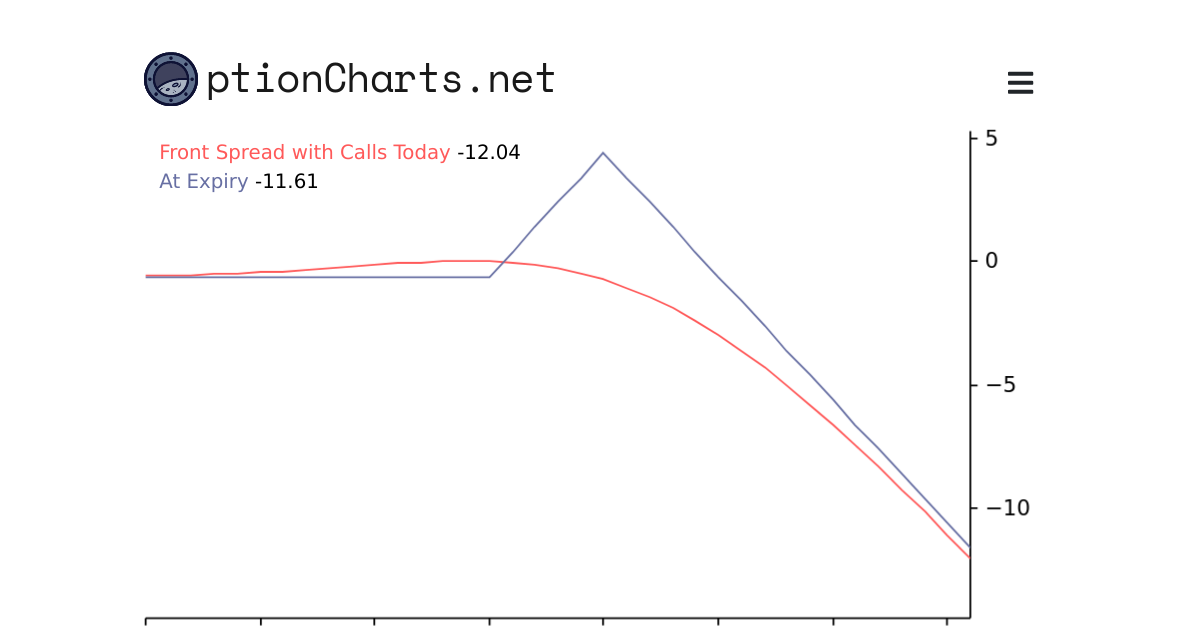 ptionCharts.net
Front Spread with Calls Today -12.04
At Expiry -11.61
5
0
−5
−10